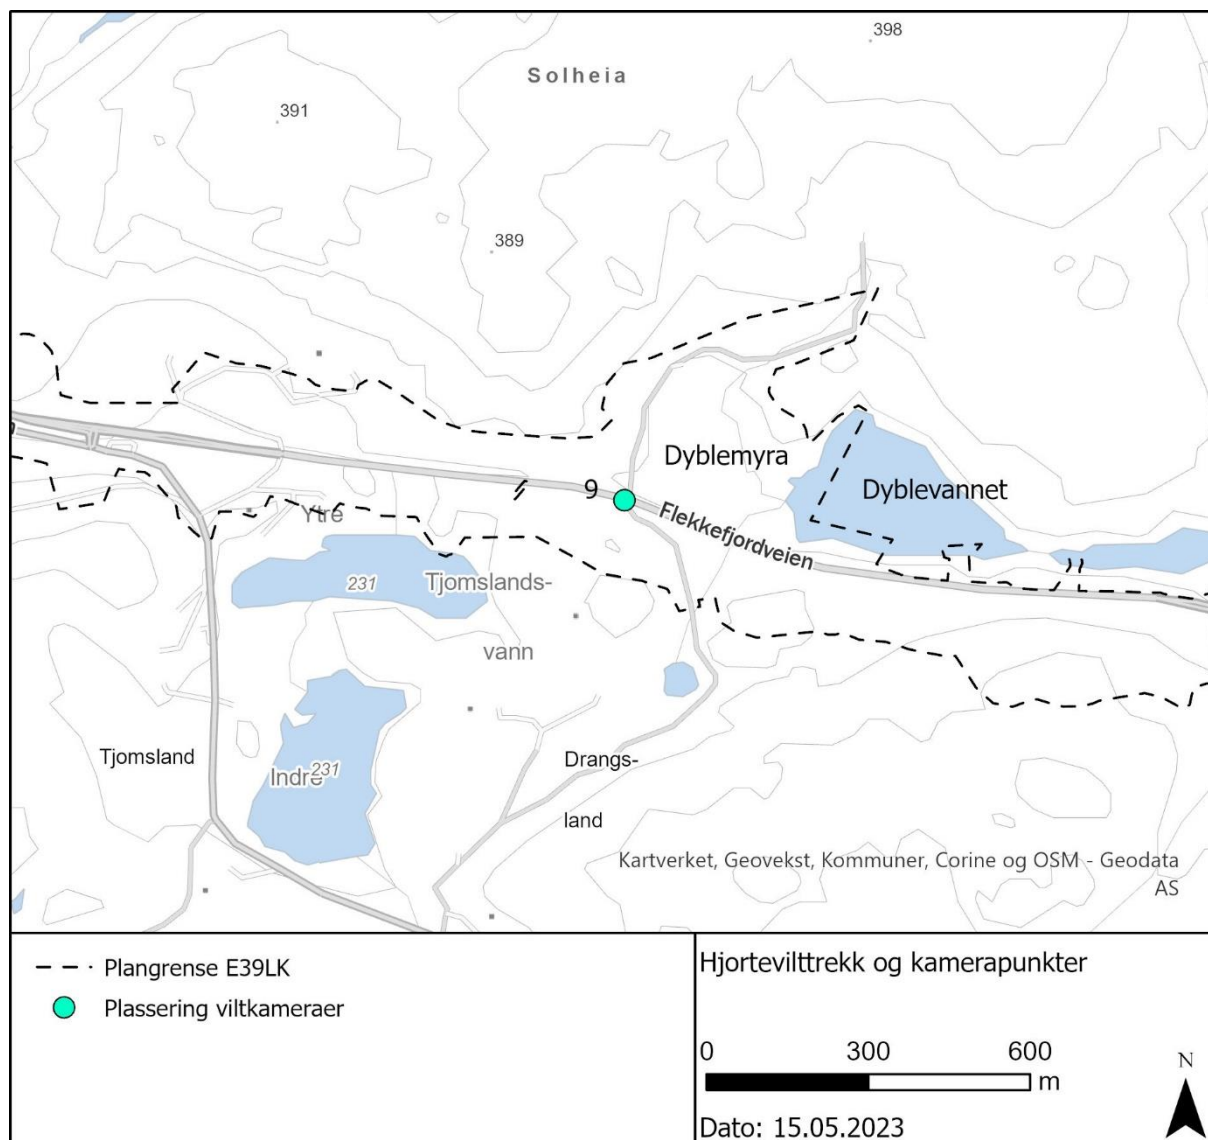 398
Solheia
391
389
Dyblemyra
9
Dyblevannet
Flekkefjordveien
Ytre
231
Tjomslands-
vann
Tjomsland
Indre
231
Drangs-
land
Kartverket, Geovekst, Kommuner, Corine og OSM - Geodata
AS
Plangrense E39LK
Plassering viltkameraer
Hjortevilttrekk og kamerapunkter
0 300 600
m
N
Dato: 15.05.2023